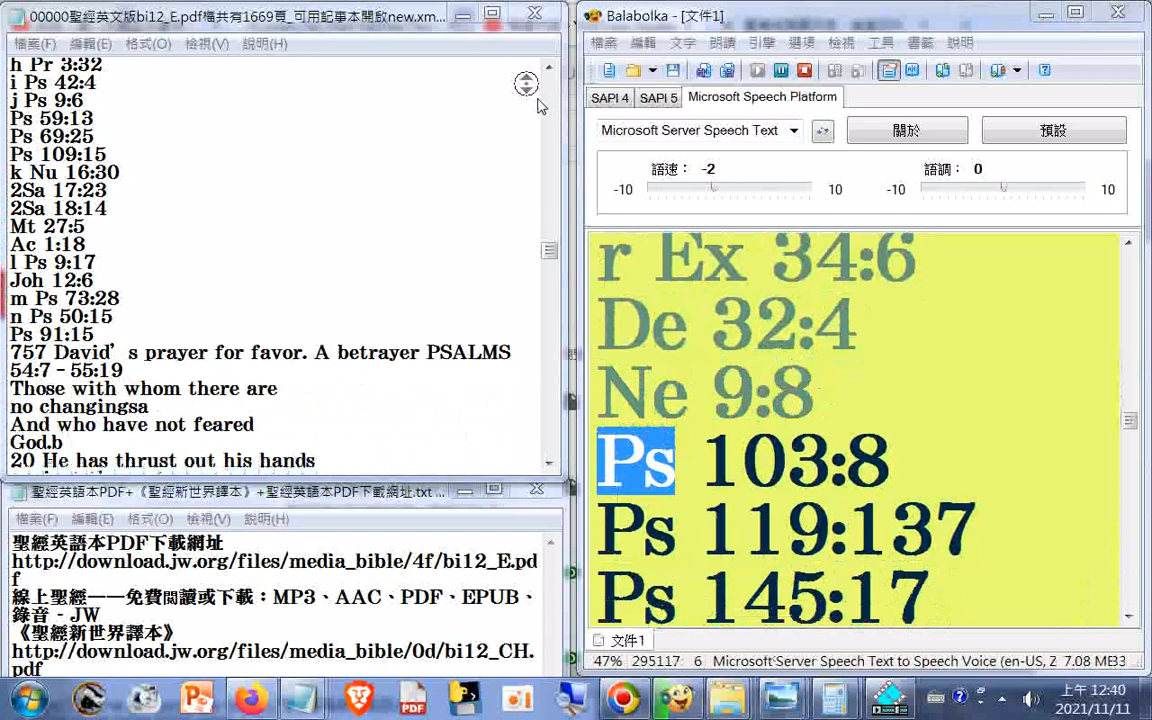 00000聖經英文版bi12_E.pdf檔共有1669頁_可用記事本開啟new.xm...
檔案(F) 編輯(E) 格式(O) 檢視(V) 說明(H)
h Pr 3:32
i Ps 42:4
j Ps 9:6
Ps 59:13
Ps 69:25
Ps 109:15
k Nu 16:30
2Sa 17:23
2Sa 18:14
Mt 27:5
Ac 1:18
l Ps 9:17
Joh 12:6
m Ps 73:28
n Ps 50:15
Ps 91:15
757 David’s prayer for favor. A betrayer PSALMS
54:7–55:19
Those with whom there are
no changingsa
And who have not feared
God.b
20 He has thrust out his hands
聖經英語本PDF+《聖經新世界譯本》+聖經英語本PDF下載網址.txt ...
檔案(F) 編輯(E) 格式(O) 檢視(V) 說明(H)
聖經英語本PDF下載網址
http://download.jw.org/files/media_bible/4f/bi12_E.pd
f
線上聖經——免費閱讀或下載：MP3、AAC、PDF、EPUB、
錄音 - JW
《聖經新世界譯本》
http://download.jw.org/files/media_bible/0d/bi12_CH.
pdf
Balabolka - [文件1]
檔案 編輯 文字 朗讀 引擎 選項 檢視 工具 書籤 說明
SAPI 4 SAPI 5 Microsoft Speech Platform
Microsoft Server Speech Text 關於 預設
語速： -2 語調： 0
-10 10 -10 10
r Ex 34:6
De 32:4
Ne 9:8
Ps 103:8
Ps 119:137
Ps 145:17
文件1
47% 295117: 6 Microsoft Server Speech Text to Speech Voice (en-US, Z 7.08 MB
上午 12:40
2021/11/11